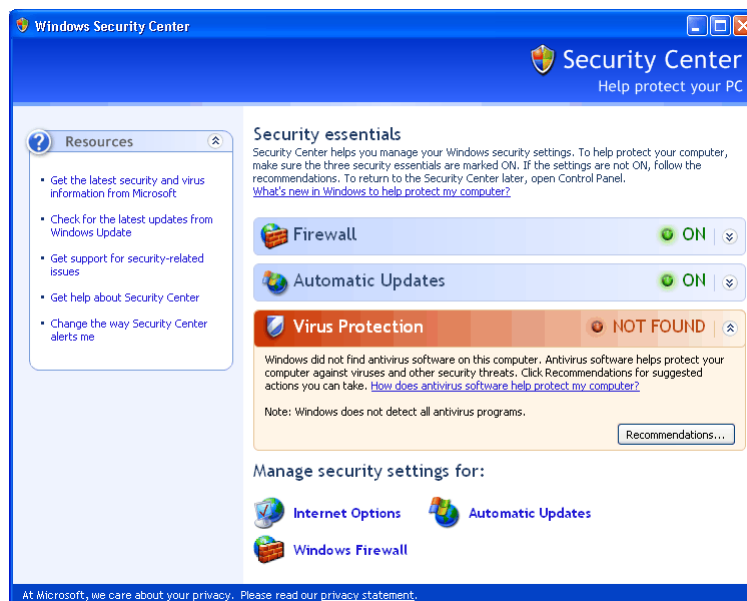 Windows Security Center
Security Center
Help protect your PC
Resources
Get the latest security and virus
information from Microsoft
Check for the latest updates from
Windows Update
Get support for security-related
issues
Get help about Security Center
Change the way Security Center
alerts me
Security essentials
Security Center helps you manage your Windows security settings. To help protect your computer,
make sure the three security essentials are marked ON. If the settings are not ON, follow the
recommendations. To return to the Security Center later, open Control Panel.
What's new in Windows to help protect my computer?
Firewall ON
Automatic Updates ON
Virus Protection NOT FOUND
Windows did not find antivirus software on this computer. Antivirus software helps protect your
computer against viruses and other security threats. Click Recommendations for suggested
actions you can take. How does antivirus software help protect my computer?
Note: Windows does not detect all antivirus programs.
Recommendations...
Manage security settings for:
Internet Options Automatic Updates
Windows Firewall
At Microsoft, we care about your privacy. Please read our privacy statement.